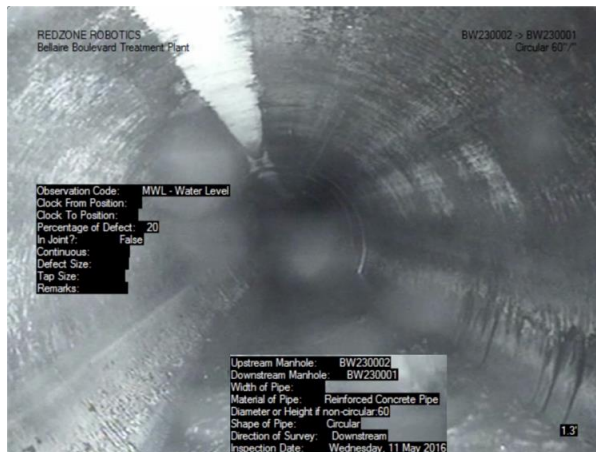 REDZONE ROBOTICS
Bellaire Boulevard Treatment Plant
BW230002 -> BW230001
Circular 60"/"
Observation Code: MWL - Water Level
Clock From Position:
Clock To Position:
Percentage of Defect: 20
In Joint?: False
Continuous:
Defect Size:
Tap Size:
Remarks:
Upstream Manhole: BW230002
Downstream Manhole: BW230001
Width of Pipe:
Material of Pipe: Reinforced Concrete Pipe
Diameter or Height if non-circular:60
Shape of Pipe: Circular
Direction of Survey: Downstream
Inspection Date: Wednesday, 11 May 2016
1.3'